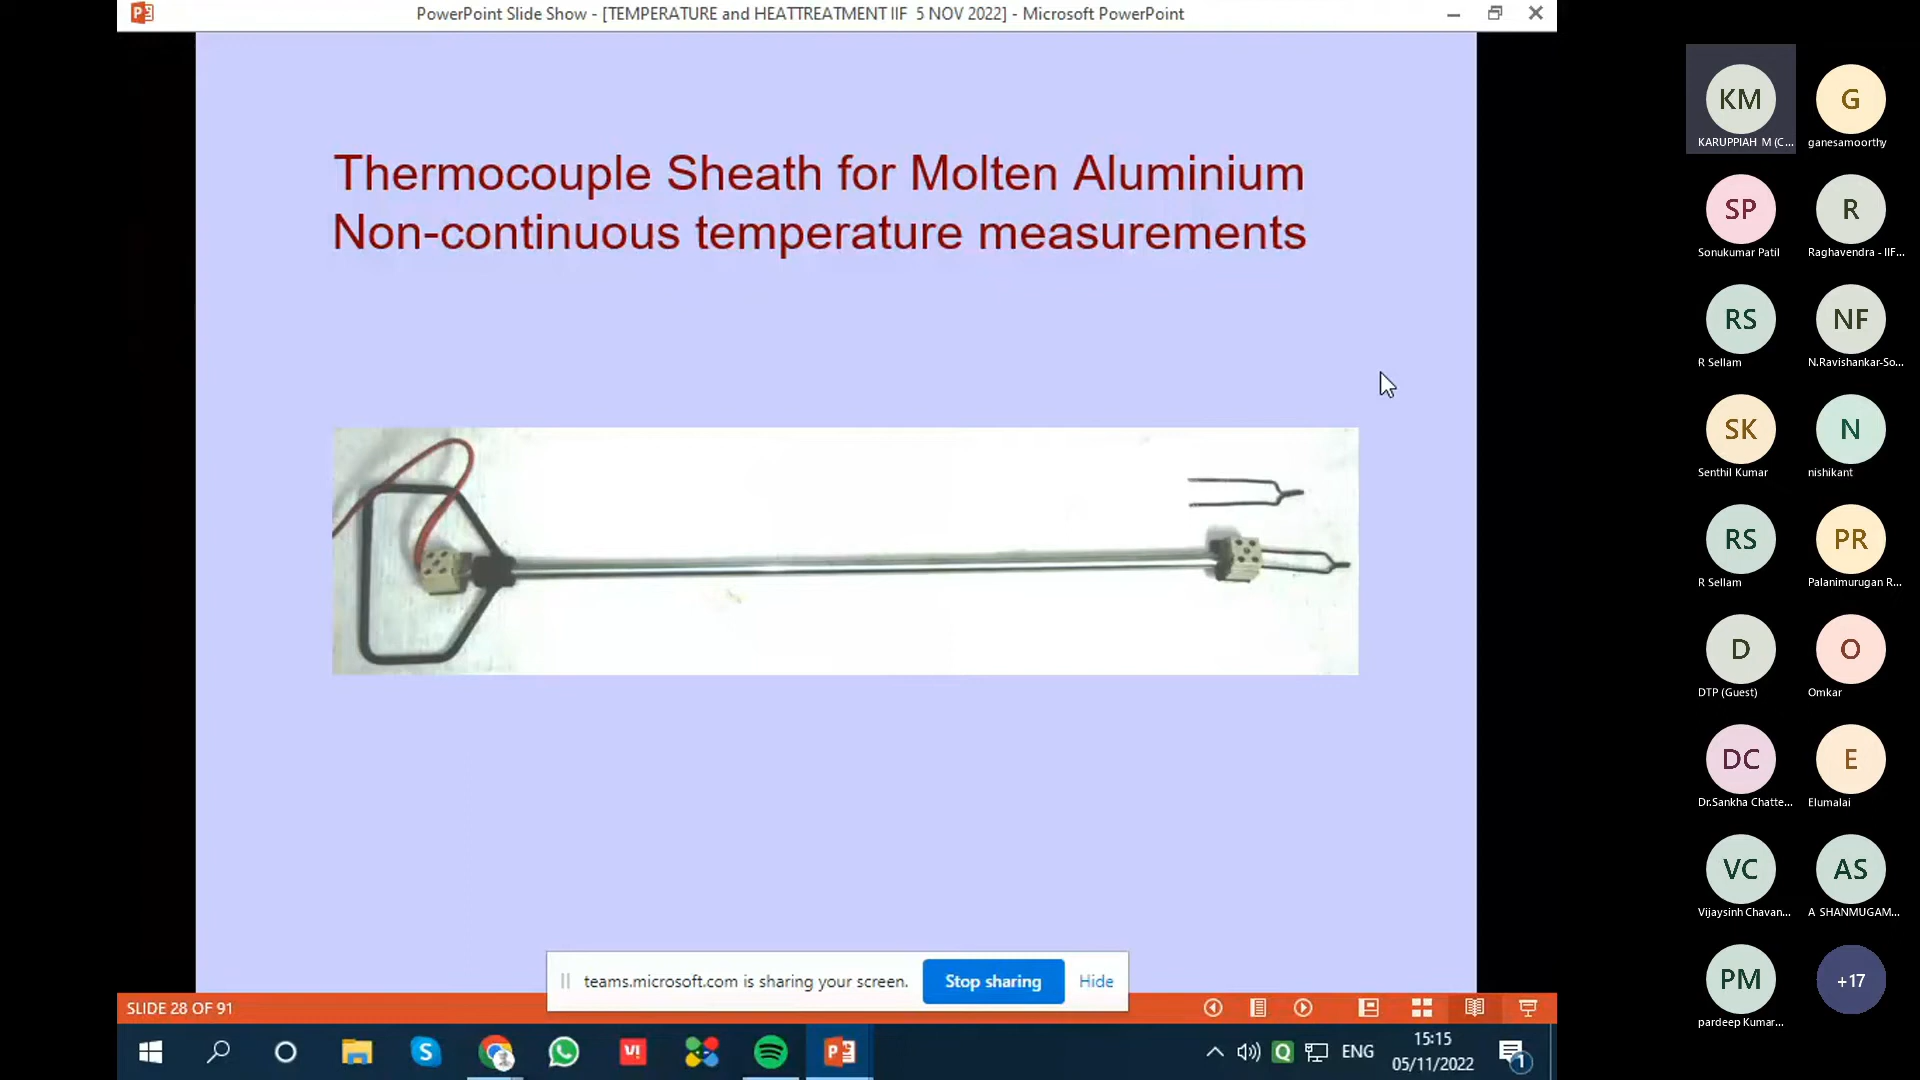 PowerPoint Slide Show - [TEMPERATURE and HEATTREATMENT IIF 5 NOV 2022] - Microsoft PowerPoint
Thermocouple Sheath for Molten Aluminium
Non-continuous temperature measurements
teams.microsoft.com is sharing your screen.
Stop sharing
Hide
SLIDE 28 OF 91
ENG
15:15
05/11/2022
1
KM
KARUPPIAH M (C...
G
ganesamoorthy
SP
Sonukumar Patil
R
Raghavendra - IIF...
RS
R Sellam
NF
N.Ravishankar-So...
SK
Senthil Kumar
N
nishikant
RS
R Sellam
PR
Palanimurugan R...
D
DTP (Guest)
O
Omkar
DC
Dr.Sankha Chatte...
E
Elumalai
VC
Vijaysinh Chavan...
AS
A SHANMUGAM...
PM
pardeep Kumar...
+17